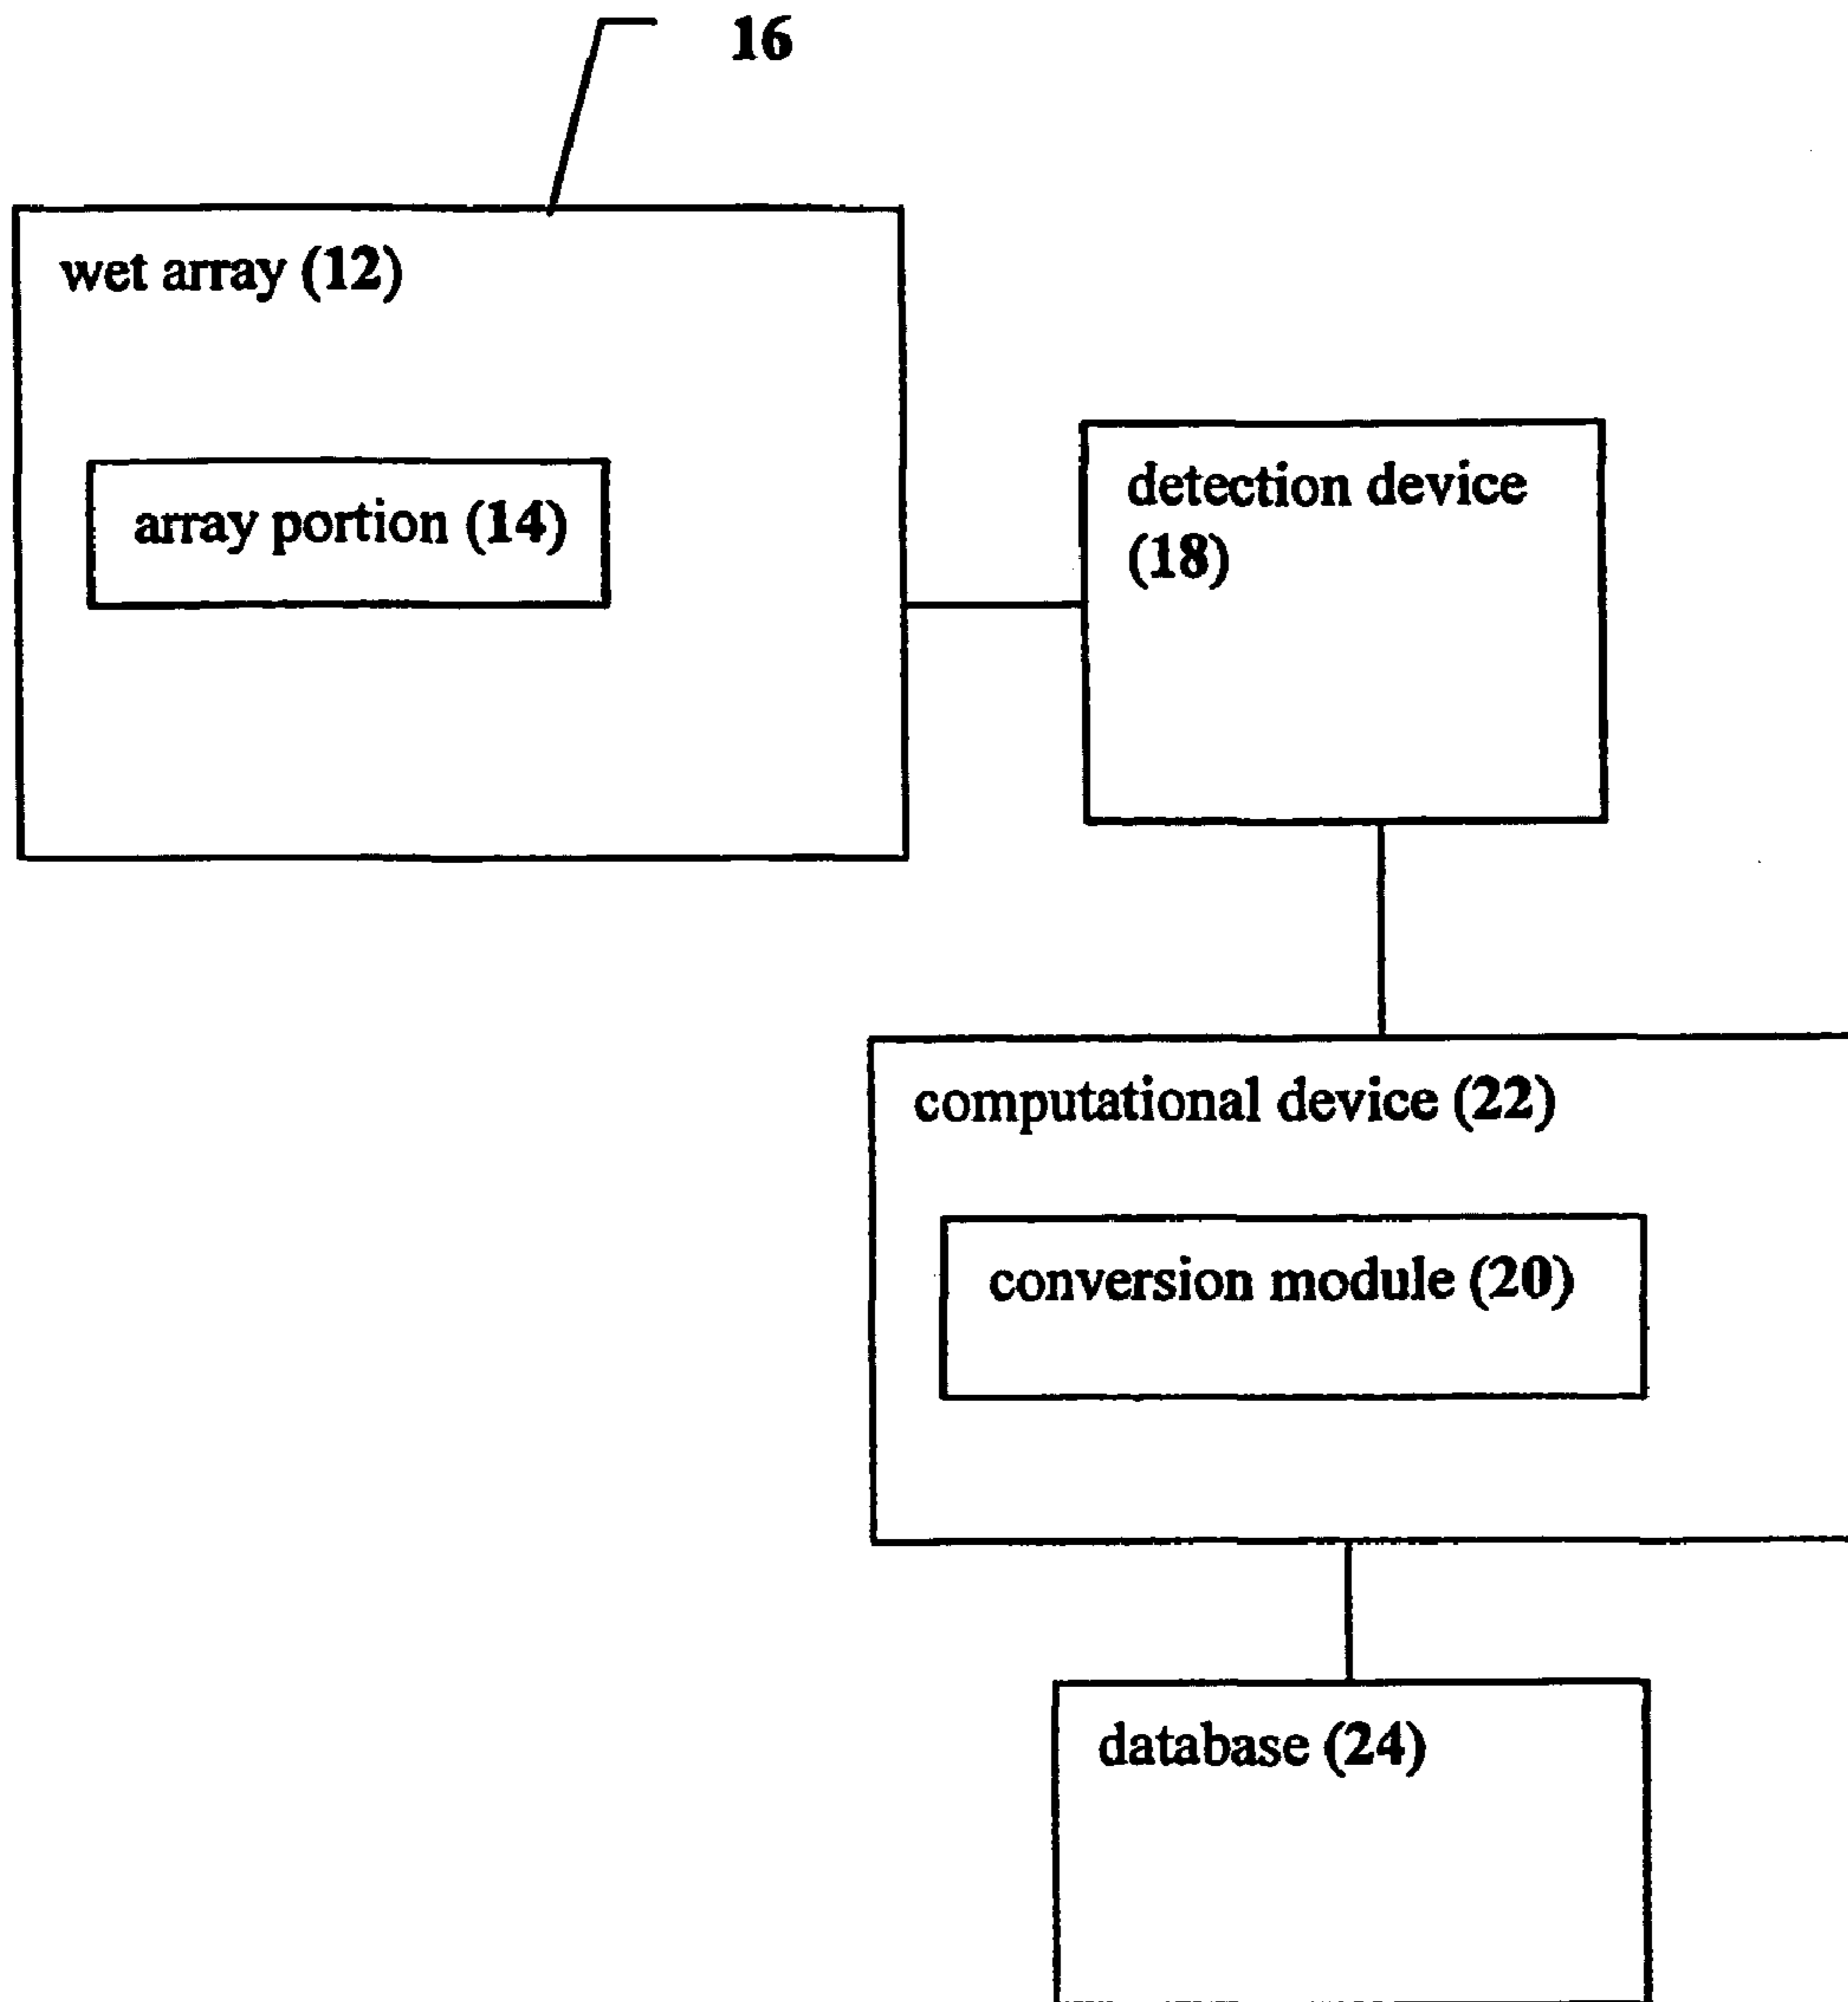 16
wet array (12)
array portion (14)
detection device
(18)
computational device (22)
conversion module (20)
database (24)